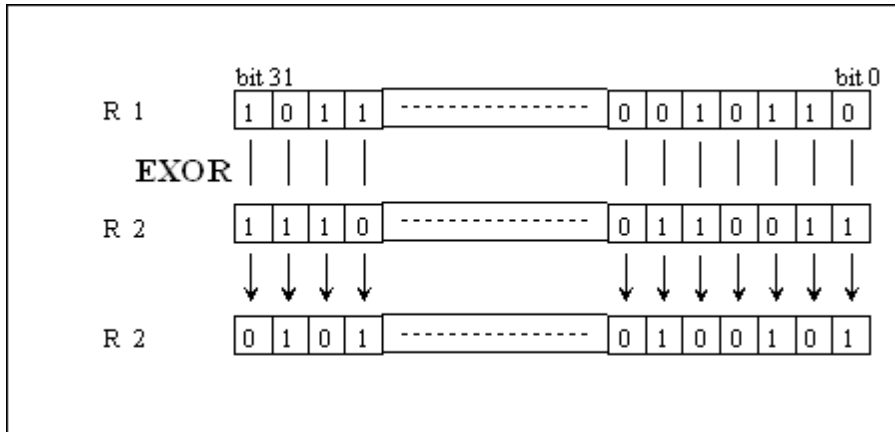 bit 31 bit 0
R 1 1 0 1 1 ------------------ 0 0 1 0 1 1 0
EXOR
R 2 1 1 1 0 ------------------ 0 1 1 0 0 1 1
R 2 0 1 0 1 ------------------ 0 1 0 0 1 0 1